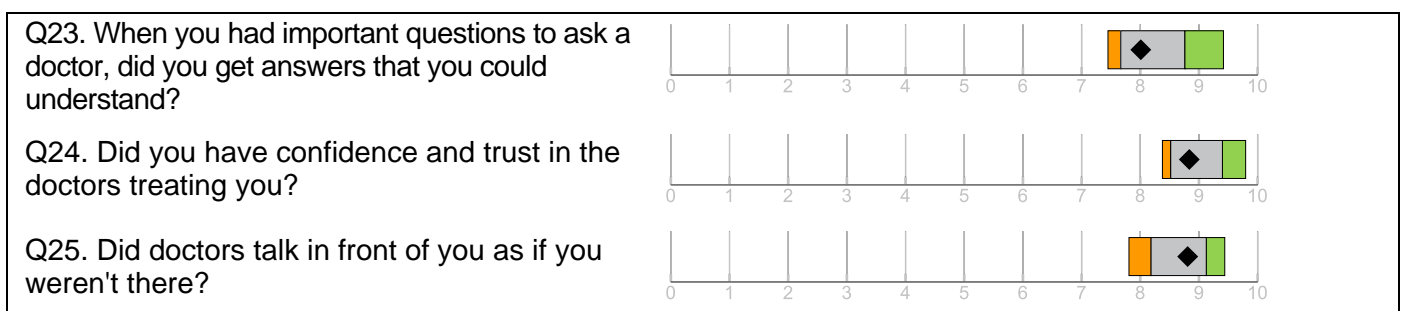 Q23. When you had important questions to ask a
doctor, did you get answers that you could
understand?
0 1 2 3 4 5 6 7 8 9 10
Q24. Did you have confidence and trust in the
doctors treating you?
0 1 2 3 4 5 6 7 8 9 10
Q25. Did doctors talk in front of you as if you
weren't there?
0 1 2 3 4 5 6 7 8 9 10